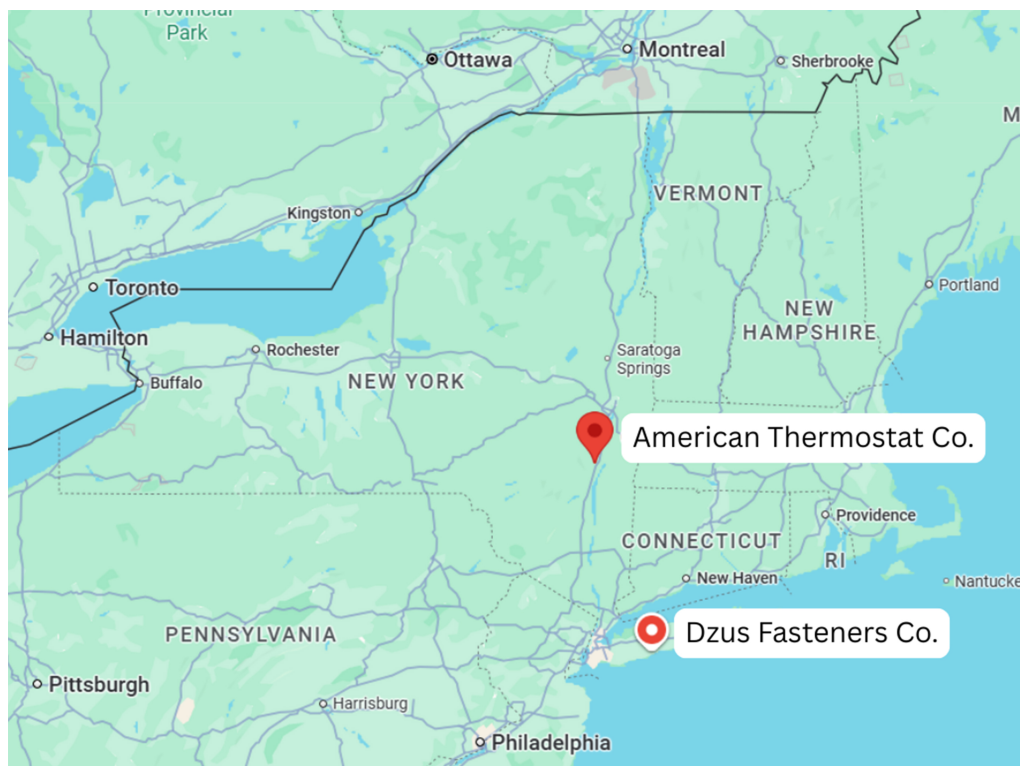 Provincial
Park
Ottawa
Montreal
Sherbrooke
M
VERMONT
Kingston
Toronto
Portland
NEW
HAMPSHIRE
Hamilton
Rochester
Saratoga
Springs
Buffalo
NEW YORK
American Thermostat Co.
Providence
CONNECTICUT
RI
New Haven
Nantucke
Dzus Fasteners Co.
PENNSYLVANIA
Pittsburgh
Harrisburg
Philadelphia